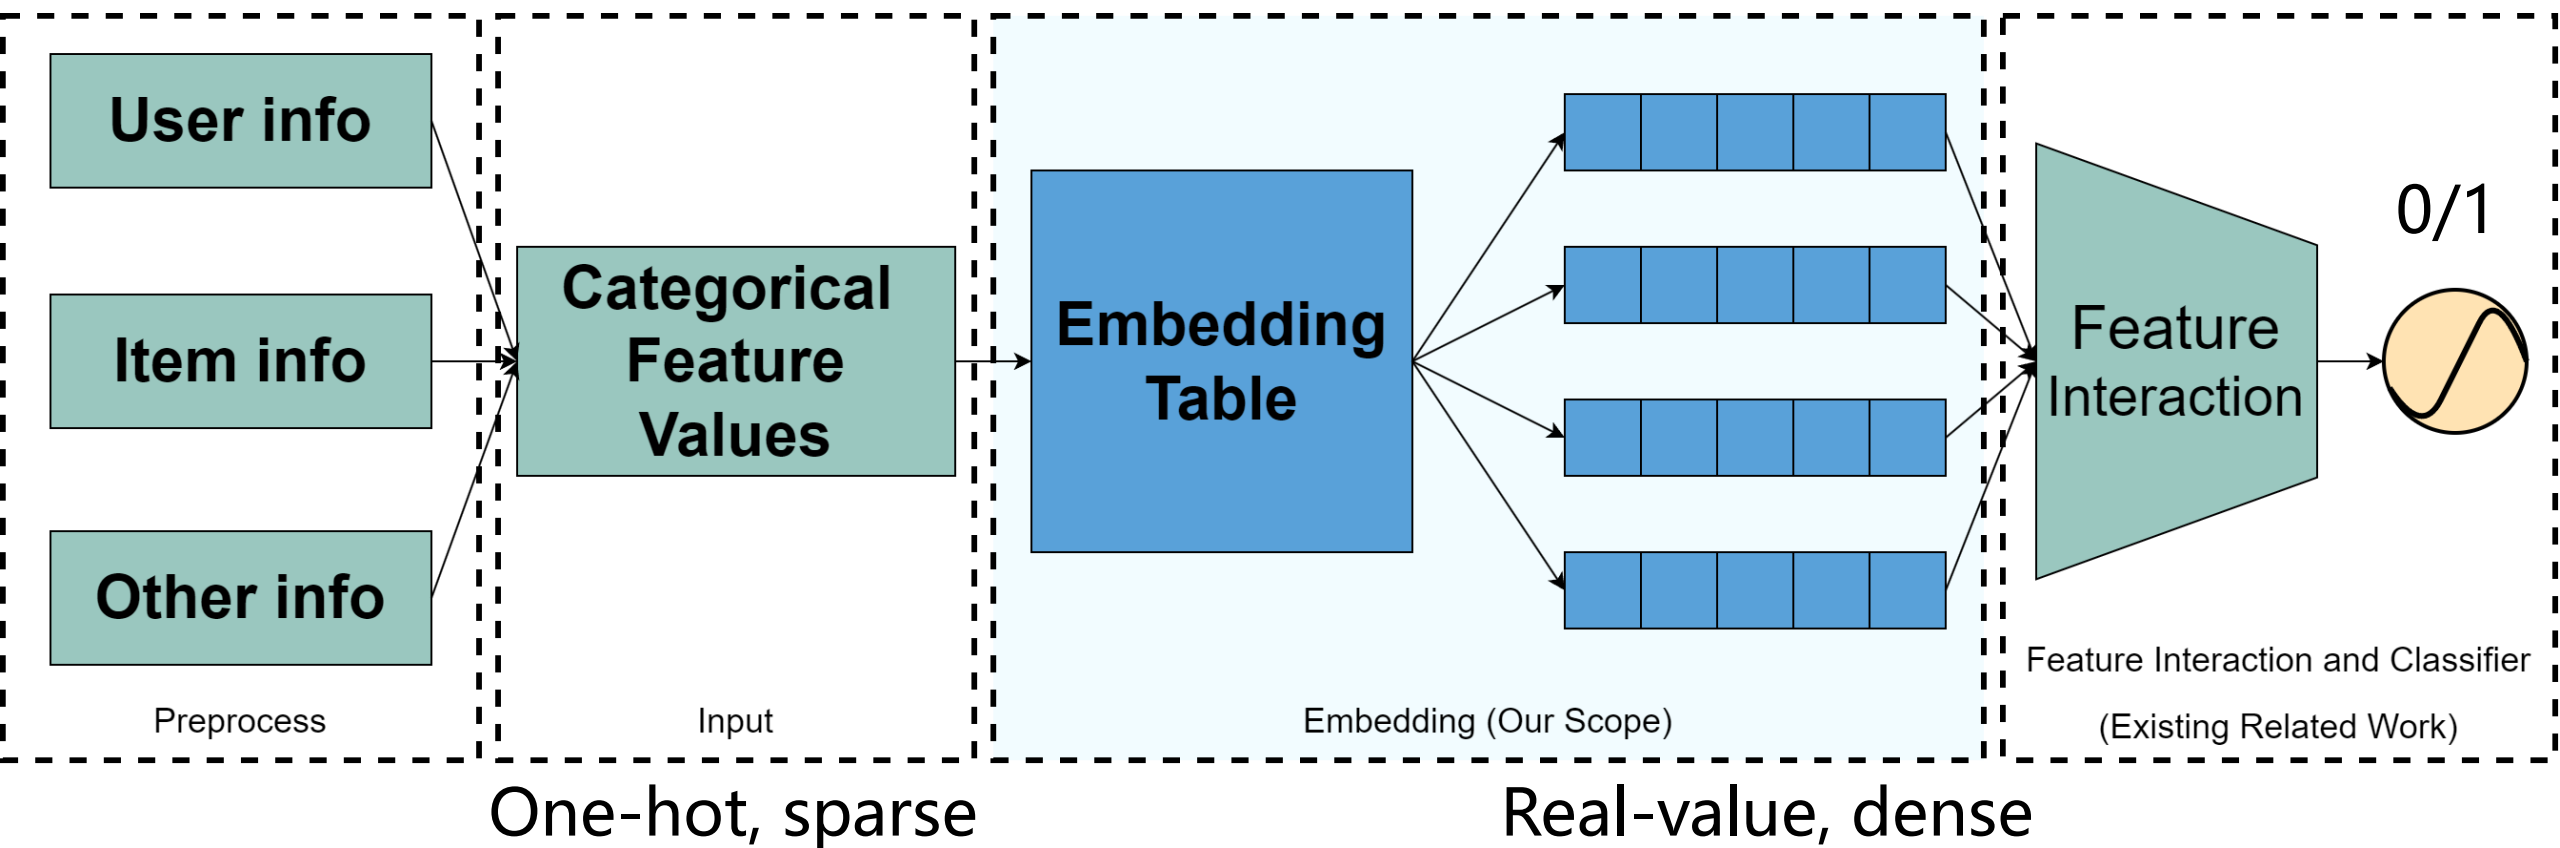 User info
Item info
Other info
Preprocess
Categorical
Feature
Values
Input
Embedding
Table
Embedding (Our Scope)
Feature
Interaction
0/1
Feature Interaction and Classifier
(Existing Related Work)
One-hot, sparse
Real-value, dense